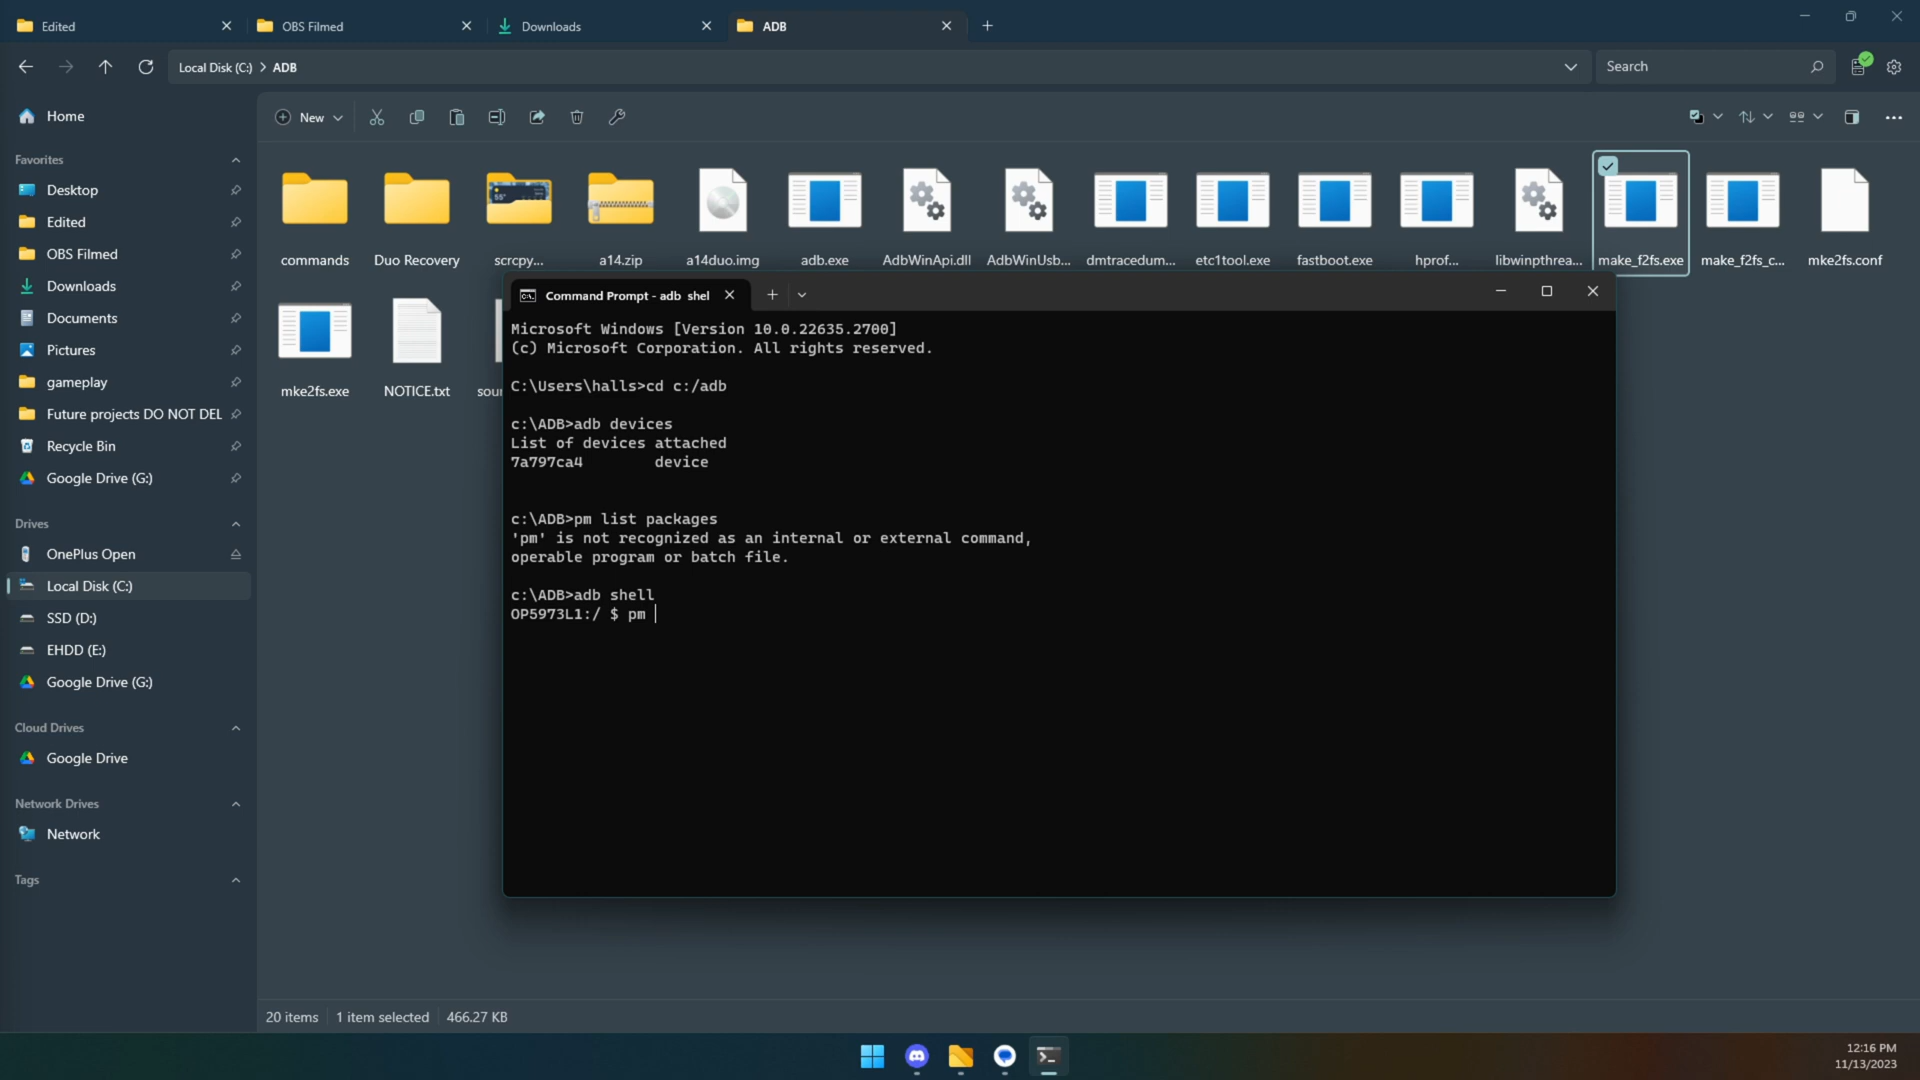 Edited
OBS Filmed
Downloads
ADB
Local Disk (C:) > ADB
Search
New
Home
Favorites
Desktop
Edited
OBS Filmed
Downloads
Documents
Pictures
gameplay
Future projects DO NOT DEL
Recycle Bin
Google Drive (G:)
Drives
OnePlus Open
Local Disk (C:)
SSD (D:)
EHDD (E:)
Google Drive (G:)
Cloud Drives
Google Drive
Network Drives
Network
Tags
commands
Duo Recovery
scrcpy...
a14.zip
a14duo.img
adb.exe
AdbWinApi.dll
AdbWinUsb...
dmtracedum...
etc1tool.exe
fastboot.exe
hprof...
libwinpthrea...
make_f2fs.exe
make_f2fs_c...
mke2fs.conf
mke2fs.exe
NOTICE.txt
sour
Command Prompt - adb shel
Microsoft Windows [Version 10.0.22635.2700]
(c) Microsoft Corporation. All rights reserved.
C:\Users\halls>cd c:/adb
c:\ADB>adb devices
List of devices attached
7a797ca4 device
c:\ADB>pm list packages
'pm' is not recognized as an internal or external command,
operable program or batch file.
c:\ADB>adb shell
OP5973L1:/ $ pm
20 items
1 item selected
466.27 KB
12:16 PM
11/13/2023